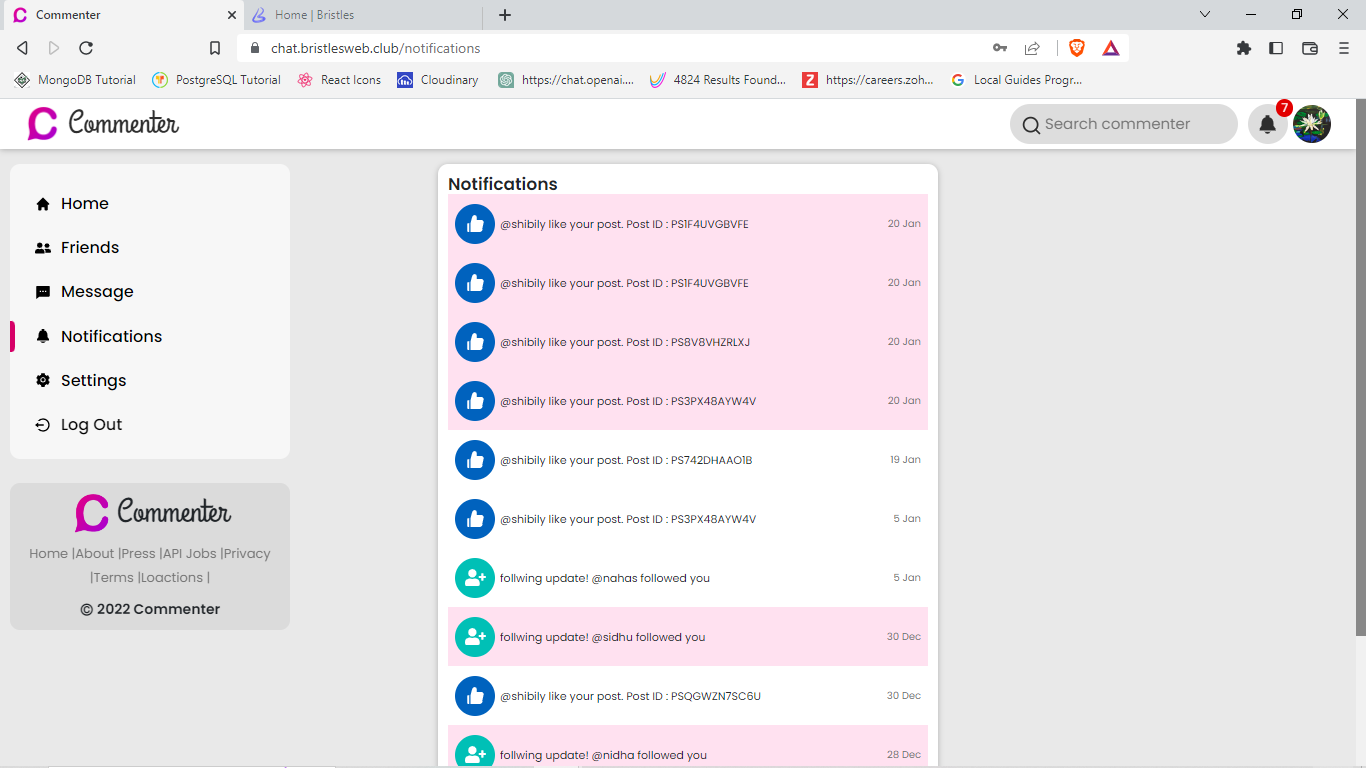 Commenter
Home | Bristles
chat.bristlesweb.club/notifications
MongoDB Tutorial PostgreSQL Tutorial React Icons Cloudinary https://chat.openai.... 4824 Results Found... https://careers.zoh... Local Guides Progr...
Commenter
Search commenter
7
Home
Friends
Message
Notifications
Settings
Log Out
Commenter
Home |About |Press |API Jobs |Privacy
|Terms |Loactions |
© 2022 Commenter
Notifications
@shibily like your post. Post ID : PS1F4UVGBVFE 20 Jan
@shibily like your post. Post ID : PS1F4UVGBVFE 20 Jan
@shibily like your post. Post ID : PS8V8VHZRLXJ 20 Jan
@shibily like your post. Post ID : PS3PX48AYW4V 20 Jan
@shibily like your post. Post ID : PS742DHAAO1B 19 Jan
@shibily like your post. Post ID : PS3PX48AYW4V 5 Jan
follwing update! @nahas followed you 5 Jan
follwing update! @sidhu followed you 30 Dec
@shibily like your post. Post ID : PSQGWZN7SC6U 30 Dec
follwing update! @nidha followed you 28 Dec